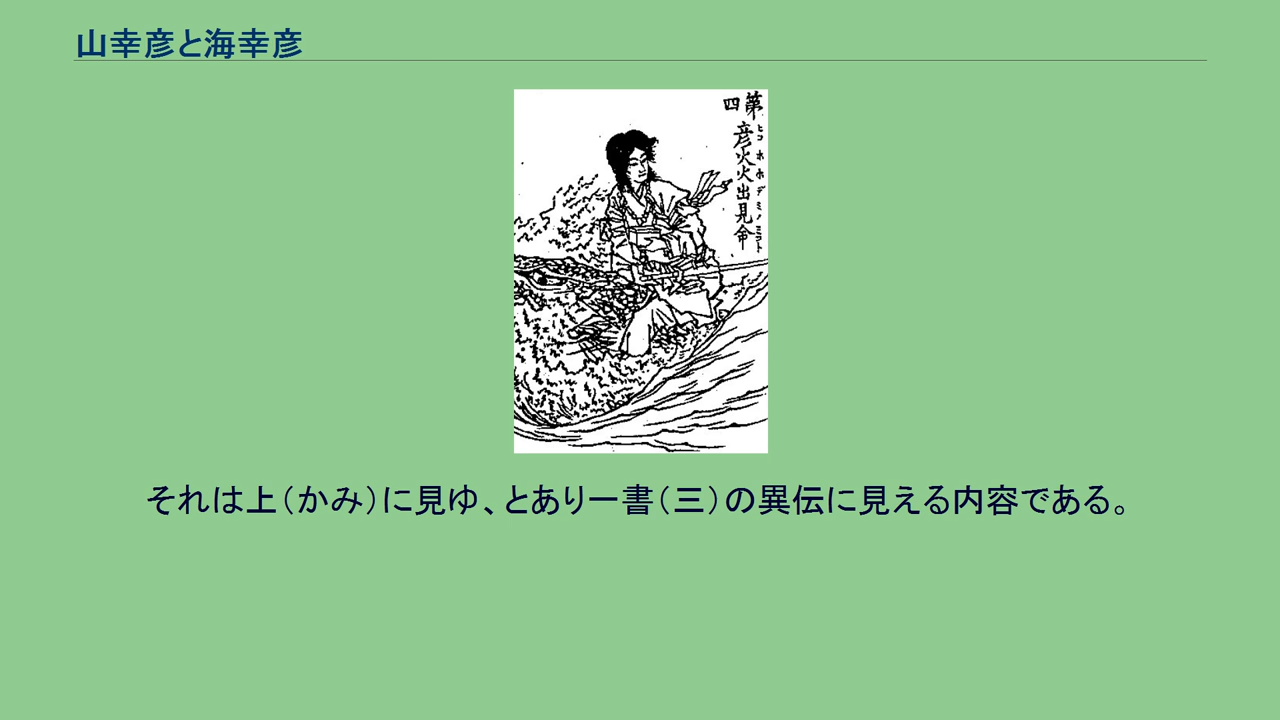 山幸彦と海幸彦
第四
彦火火出見命
ヒコホホデミノミコト
それは上（かみ）に見ゆ、とあり一書（三）の異伝に見える内容である。